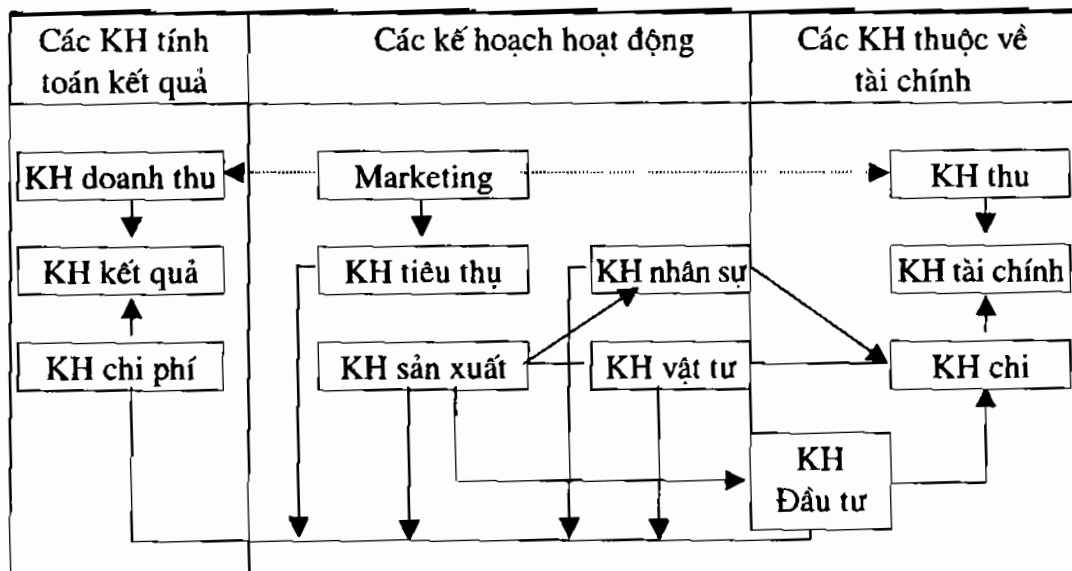 Các KH tính
toán kết quả
Các kế hoạch hoạt động
Các KH thuộc về
tài chính
KH doanh thu
Marketing
KH thu
KH kết quả
KH tiêu thụ
KH nhân sự
KH tài chính
KH chi phí
KH sản xuất
KH vật tư
KH chi
KH
Đầu tư